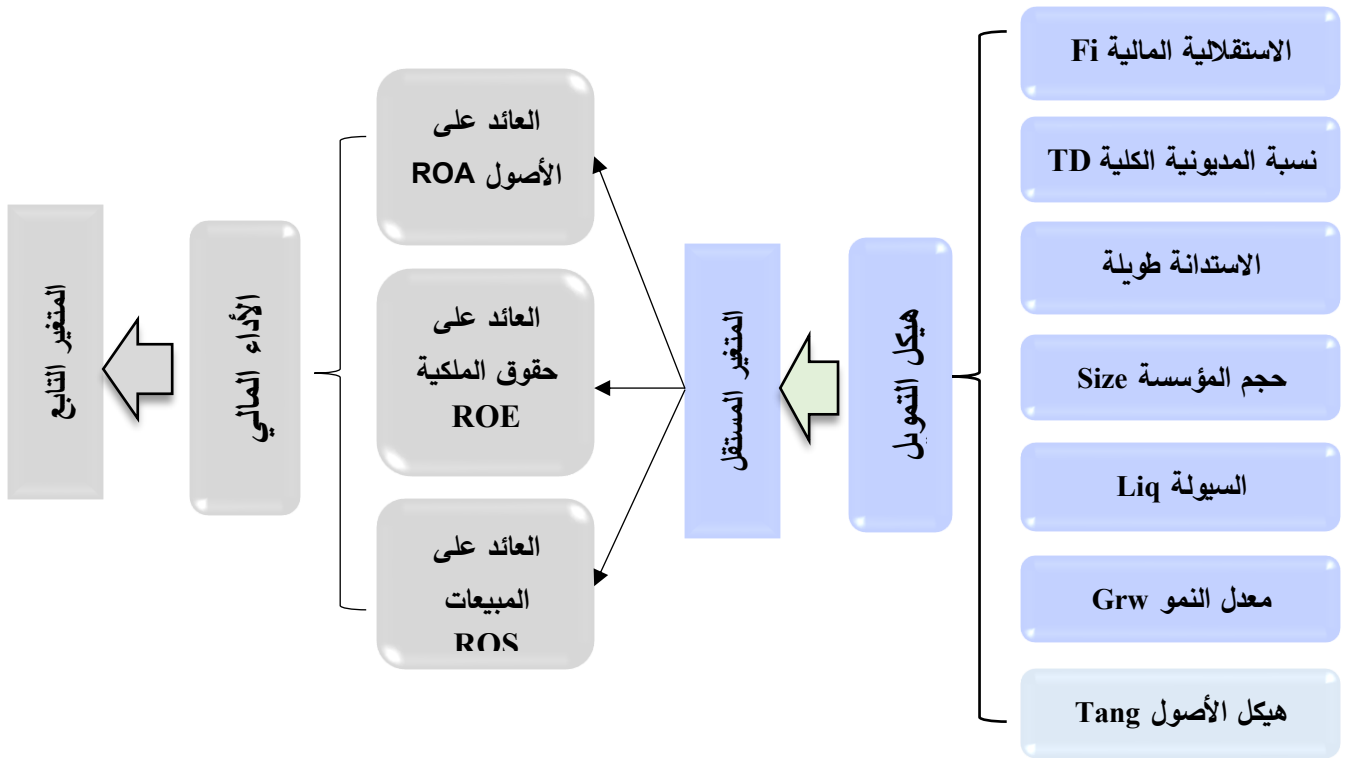 الاستقلالية المالية Fi
نسبة المديونية الكلية TD
الاستدانة طويلة
حجم المؤسسة Size
السيولة Liq
معدل النمو Grw
هيكل الأصول Tang
هيكل التمويل
المتغير المستقل
العائد على
الأصول ROA
العائد على
حقوق الملكية
ROE
العائد على
المبيعات
ROS
الأداء المالي
المتغير التابع